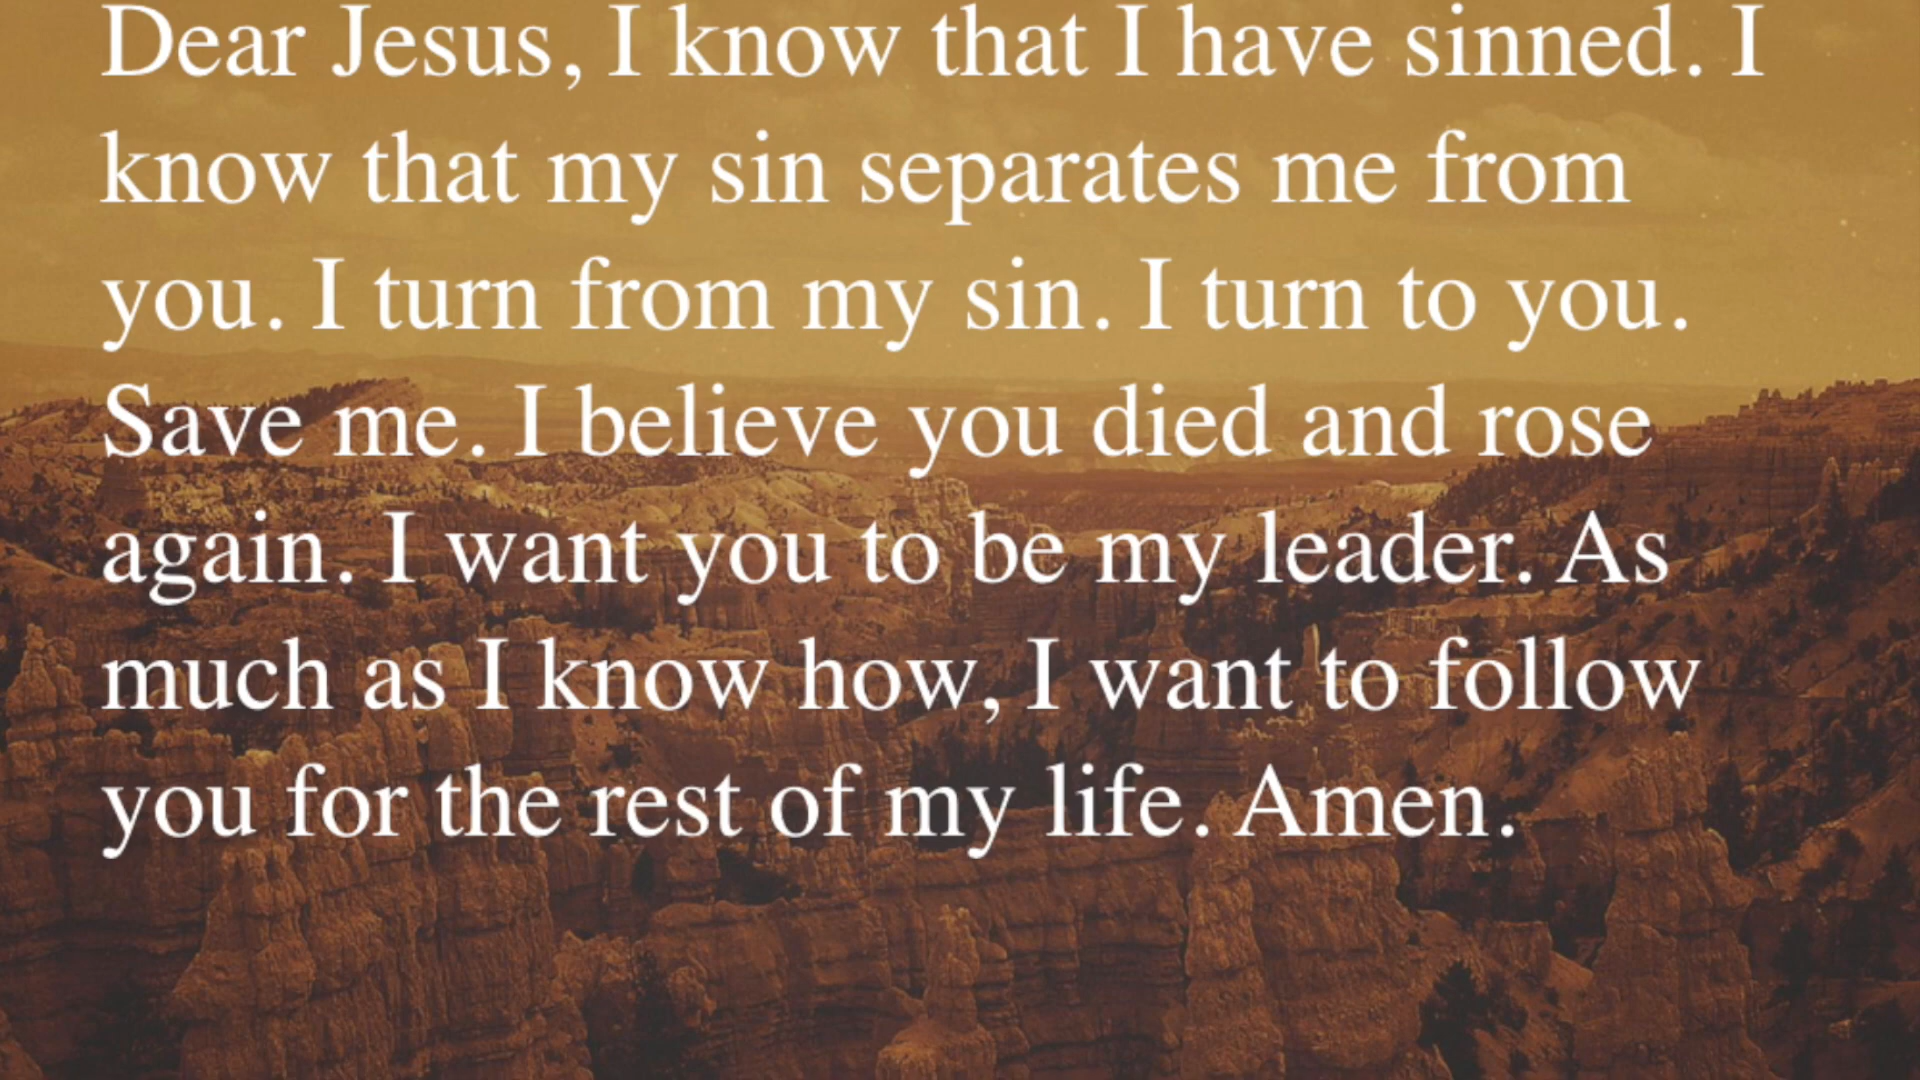 Dear Jesus, I know that I have sinned. I
know that my sin separates me from
you. I turn from my sin. I turn to you.
Save me. I believe you died and rose
again. I want you to be my leader. As
much as I know how, I want to follow
you for the rest of my life. Amen.